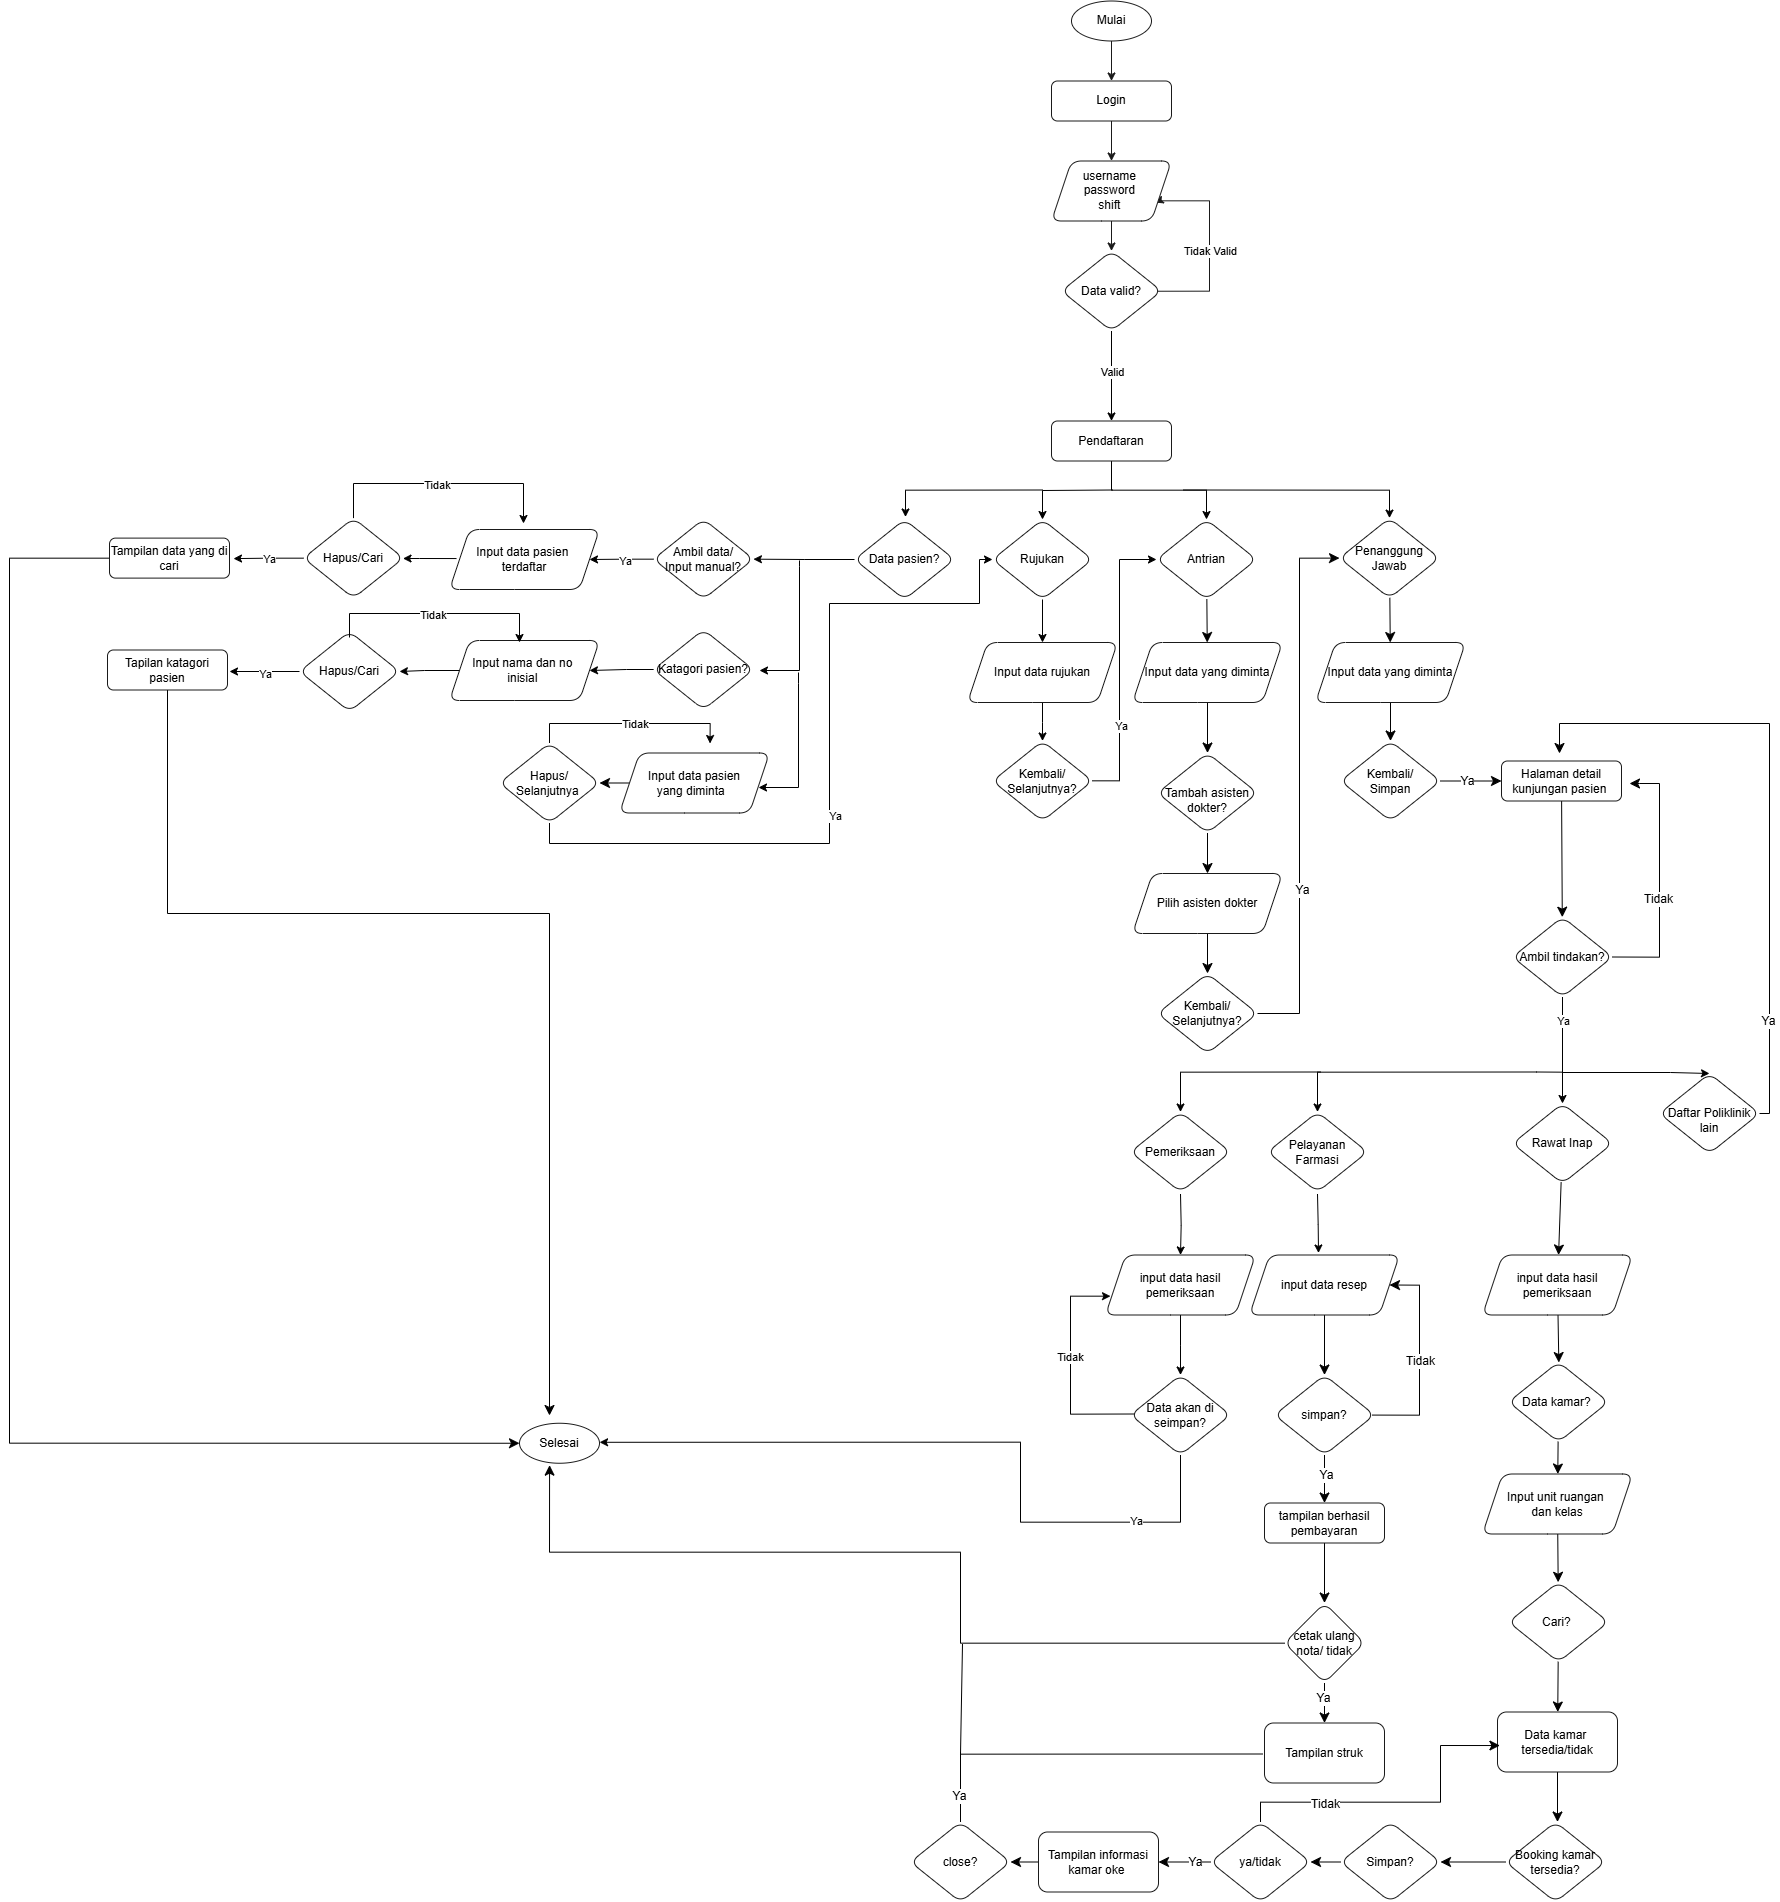 Mulai
Login
username
password
shift
Tidak Valid
Data valid?
Valid
Pendaftaran
Tidak
Tampilan data yang di
cari
Ya
Hapus/Cari
Input data pasien
terdaftar
Ya
Ambil data/
Input manual?
Data pasien?
Rujukan
Antrian
Penanggung
Jawab
Tidak
Tapilan katagori
pasien
Ya
Hapus/Cari
Input nama dan no
inisial
Katagori pasien?
Input data rujukan
Input data yang diminta
Input data yang diminta
Tidak
Hapus/
Selanjutnya
Input data pasien
yang diminta
Ya
Kembali/
Selanjutnya?
Ya
Tambah asisten
dokter?
Kembali/
Simpan
Ya
Halaman detail
kunjungan pasien
Pilih asisten dokter
Ya
Tidak
Ambil tindakan?
Kembali/
Selanjutnya?
Ya
Ya
Pemeriksaan
Pelayanan
Farmasi
Rawat Inap
Daftar Poliklinik
lain
input data hasil
pemeriksaan
input data resep
input data hasil
pemeriksaan
Tidak
Tidak
Data akan di
seimpan?
simpan?
Data kamar?
Selesai
Ya
Ya
tampilan berhasil
pembayaran
Input unit ruangan
dan kelas
cetak ulang
nota/ tidak
Cari?
Ya
Tampilan struk
Data kamar
tersedia/tidak
Ya
Tidak
close?
Tampilan informasi
kamar oke
Ya
ya/tidak
Simpan?
Booking kamar
tersedia?